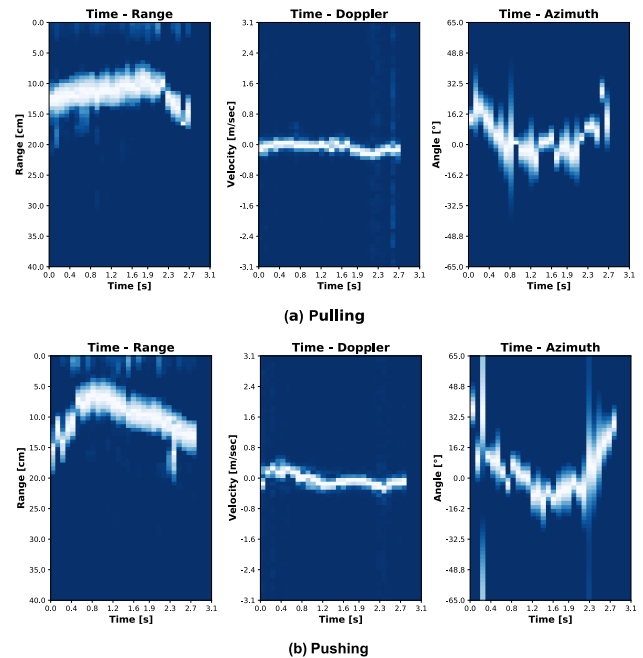 Time - Range
Time - Doppler
Time - Azimuth
0.0
5.0
10.0
15.0
20.0
25.0
30.0
35.0
40.0
Range [cm]
0.0 0.4 0.8 1.2 1.6 1.9 2.3 2.7 3.1
Time [s]
3.1
2.6
1.6
0.8
0.0
-0.8
-1.6
-2.4
-3.1
Velocity [m/sec]
0.0 0.4 0.8 1.2 1.6 1.9 2.3 2.7 3.1
Time [s]
65.0
48.8
32.5
16.2
0.0
-16.2
-32.5
-48.8
-65.0
Angle [°]
0.0 0.4 0.8 1.2 1.6 1.9 2.3 2.7 3.1
Time [s]
(a) Pulling
Time - Range
Time - Doppler
Time - Azimuth
0.0
5.0
10.0
15.0
20.0
25.0
30.0
35.0
40.0
Range [cm]
0.0 0.4 0.8 1.2 1.6 1.9 2.3 2.7 3.1
Time [s]
3.1
2.6
1.6
0.8
0.0
-0.8
-1.6
-2.4
-3.1
Velocity [m/sec]
0.0 0.4 0.8 1.2 1.6 1.9 2.3 2.7 3.1
Time [s]
65.0
48.8
32.5
16.2
0.0
-16.2
-32.5
-48.8
-65.0
Angle [°]
0.0 0.4 0.8 1.2 1.6 1.9 2.3 2.7 3.1
Time [s]
(b) Pushing